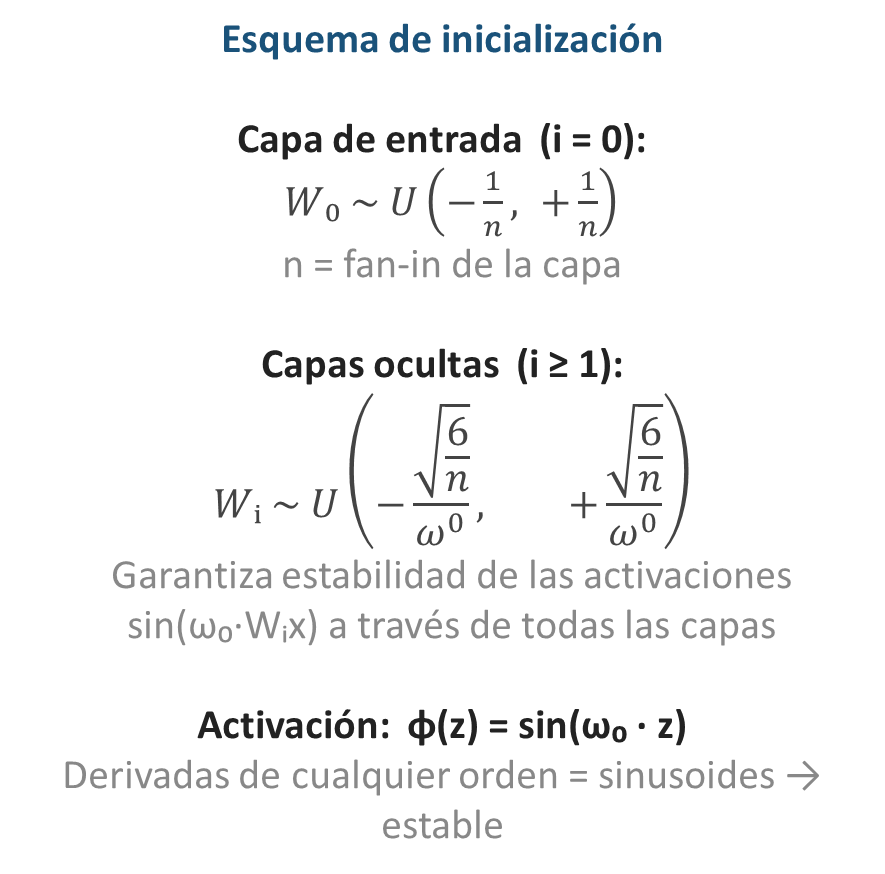 Esquema de inicialización
Capa de entrada (i = 0):
W₀ ~ U(−1/n, +1/n)
n = fan-in de la capa
Capas ocultas (i ≥ 1):
Wᵢ ~ U(−√(6/n)/ω⁰, +√(6/n)/ω⁰)
Garantiza estabilidad de las activaciones
sin(ω₀·Wᵢx) a través de todas las capas
Activación: ϕ(z) = sin(ω₀ · z)
Derivadas de cualquier orden = sinusoides →
estable